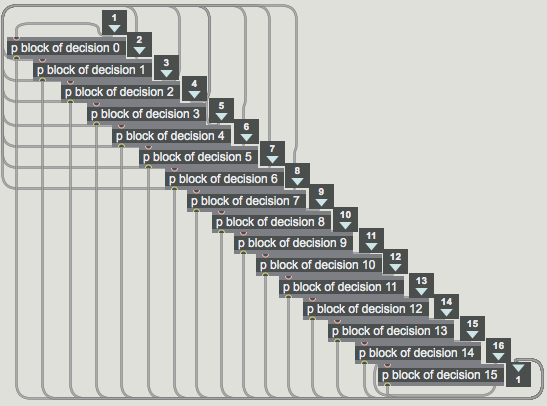 1
p block of decision 0
2
p block of decision 1
3
p block of decision 2
4
p block of decision 3
5
p block of decision 4
6
p block of decision 5
7
p block of decision 6
8
p block of decision 7
9
p block of decision 8
10
p block of decision 9
11
p block of decision 10
12
p block of decision 11
13
p block of decision 12
14
p block of decision 13
15
p block of decision 14
16
p block of decision 15
1